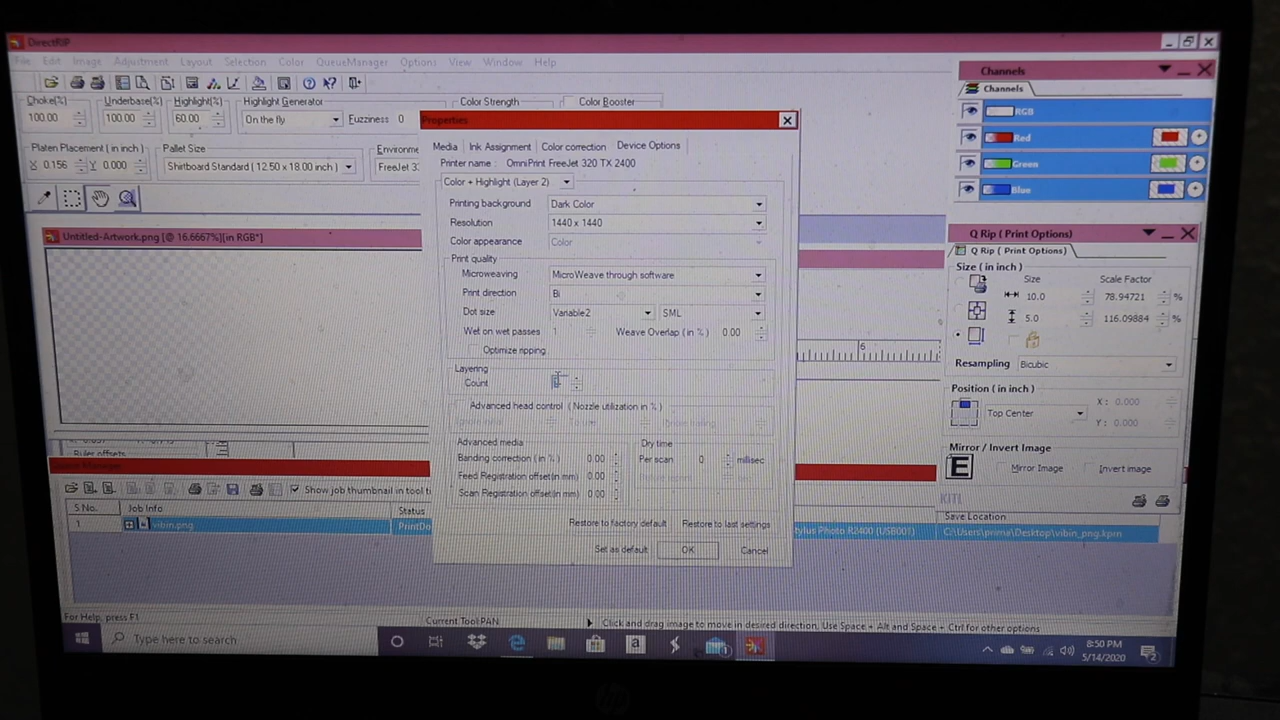 DirectRIP
File Edit Image Adjustment Layout Selection Color QueueManager Options View Window Help
Choke(%) Underbase(%) Highlight(%) Highlight Generator Color Strength Color Booster
100.00 100.00 60.00 On the fly Fuzziness 0
Platen Placement ( in inch ) Pallet Size
X 0.156 Y 0.000 Shirtboard Standard ( 12.50 x 18.00 inch )
Untitled-Artwork.png [@ 16.6667%][in RGB*]
Properties
Media Ink Assignment Color correction Device Options
Printer name : OmniPrint FreeJet 320 TX 2400
Color + Highlight (Layer 2)
Printing background Dark Color
Resolution 1440 x 1440
Color appearance Color
Print quality
Microweaving MicroWeave through software
Print direction Bi
Dot size Variable2 SML
Wet on wet passes 1 Weave Overlap ( in % ) 0.00
Optimize ripping
Layering
Count
Advanced head control ( Nozzle utilization in % )
Advanced media Dry time
Banding correction ( in % ) 0.00 Per scan 0 millisec
Feed Registration offset(in mm) 0.00
Scan Registration offset(in mm) 0.00
Restore to factory default Restore to last settings
Set as default OK Cancel
6
Channels
Channels
RGB
Red
Green
Blue
Q Rip ( Print Options)
Q Rip ( Print Options)
Size ( in inch )
Size Scale Factor
10.0 78.94721 %
5.0 116.09884 %
Resampling Bicubic
Position ( in inch )
Top Center X : 0.000
Y : 0.000
Mirror / Invert Image
E Mirror Image Invert image
Ruler offsets
Show job thumbnail in tool ti
S No. Job Info Status Save Location
1 vibin.png PrintDo tylus Photo R2400 (USB001) C:\Users\prima\Desktop\vibin_png.kprn
For Help, press F1 Current Tool:PAN Click and drag image to move in desired direction, Use Space + Alt and Space + Ctrl for other options
Type here to search
8:50 PM
5/14/2020
hp